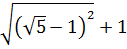 √((√5 − 1)²) + 1